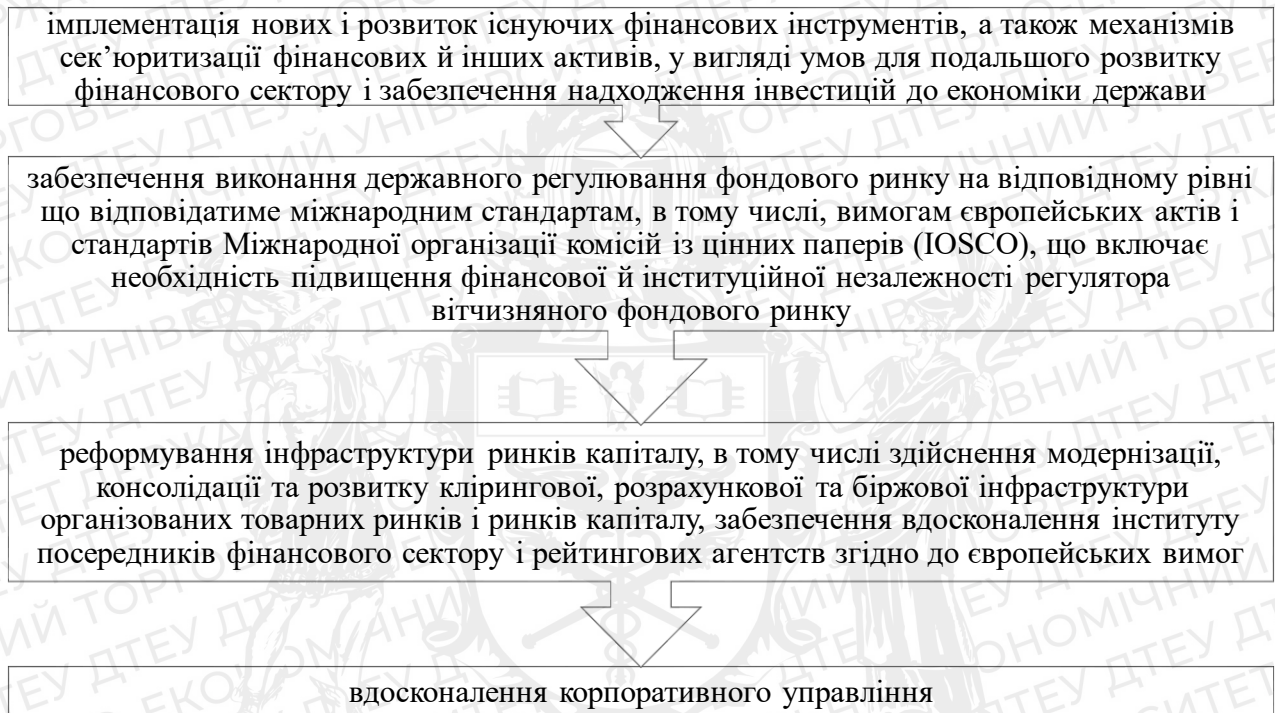 імплементація нових і розвиток існуючих фінансових інструментів, а також механізмів
сек’юритизації фінансових й інших активів, у вигляді умов для подальшого розвитку
фінансового сектору і забезпечення надходження інвестицій до економіки держави
забезпечення виконання державного регулювання фондового ринку на відповідному рівні
що відповідатиме міжнародним стандартам, в тому числі, вимогам європейських актів і
стандартів Міжнародної організації комісій із цінних паперів (IOSCO), що включає
необхідність підвищення фінансової й інституційної незалежності регулятора
вітчизняного фондового ринку
реформування інфраструктури ринків капіталу, в тому числі здійснення модернізації,
консолідації та розвитку клірингової, розрахункової та біржової інфраструктури
організованих товарних ринків і ринків капіталу, забезпечення вдосконалення інституту
посередників фінансового сектору і рейтингових агентств згідно до європейських вимог
вдосконалення корпоративного управління